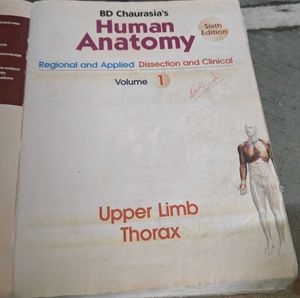 BD Chaurasia's
Human
Anatomy
Sixth
Edition
Regional and Applied Dissection and Clinical
Volume 1
Upper Limb
Thorax